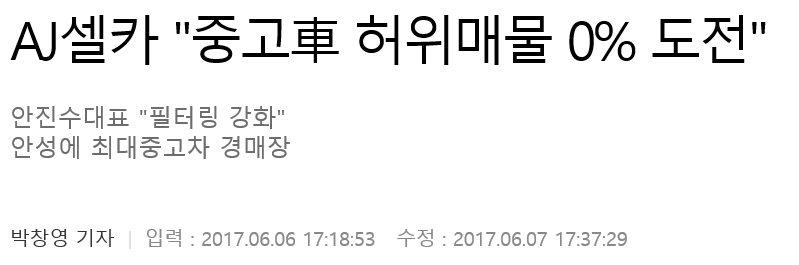 AJ셀카 "중고車 허위매물 0% 도전"
안진수대표 "필터링 강화"
안성에 최대중고차 경매장
박창영 기자 | 입력 : 2017.06.06 17:18:53 수정 : 2017.06.07 17:37:29